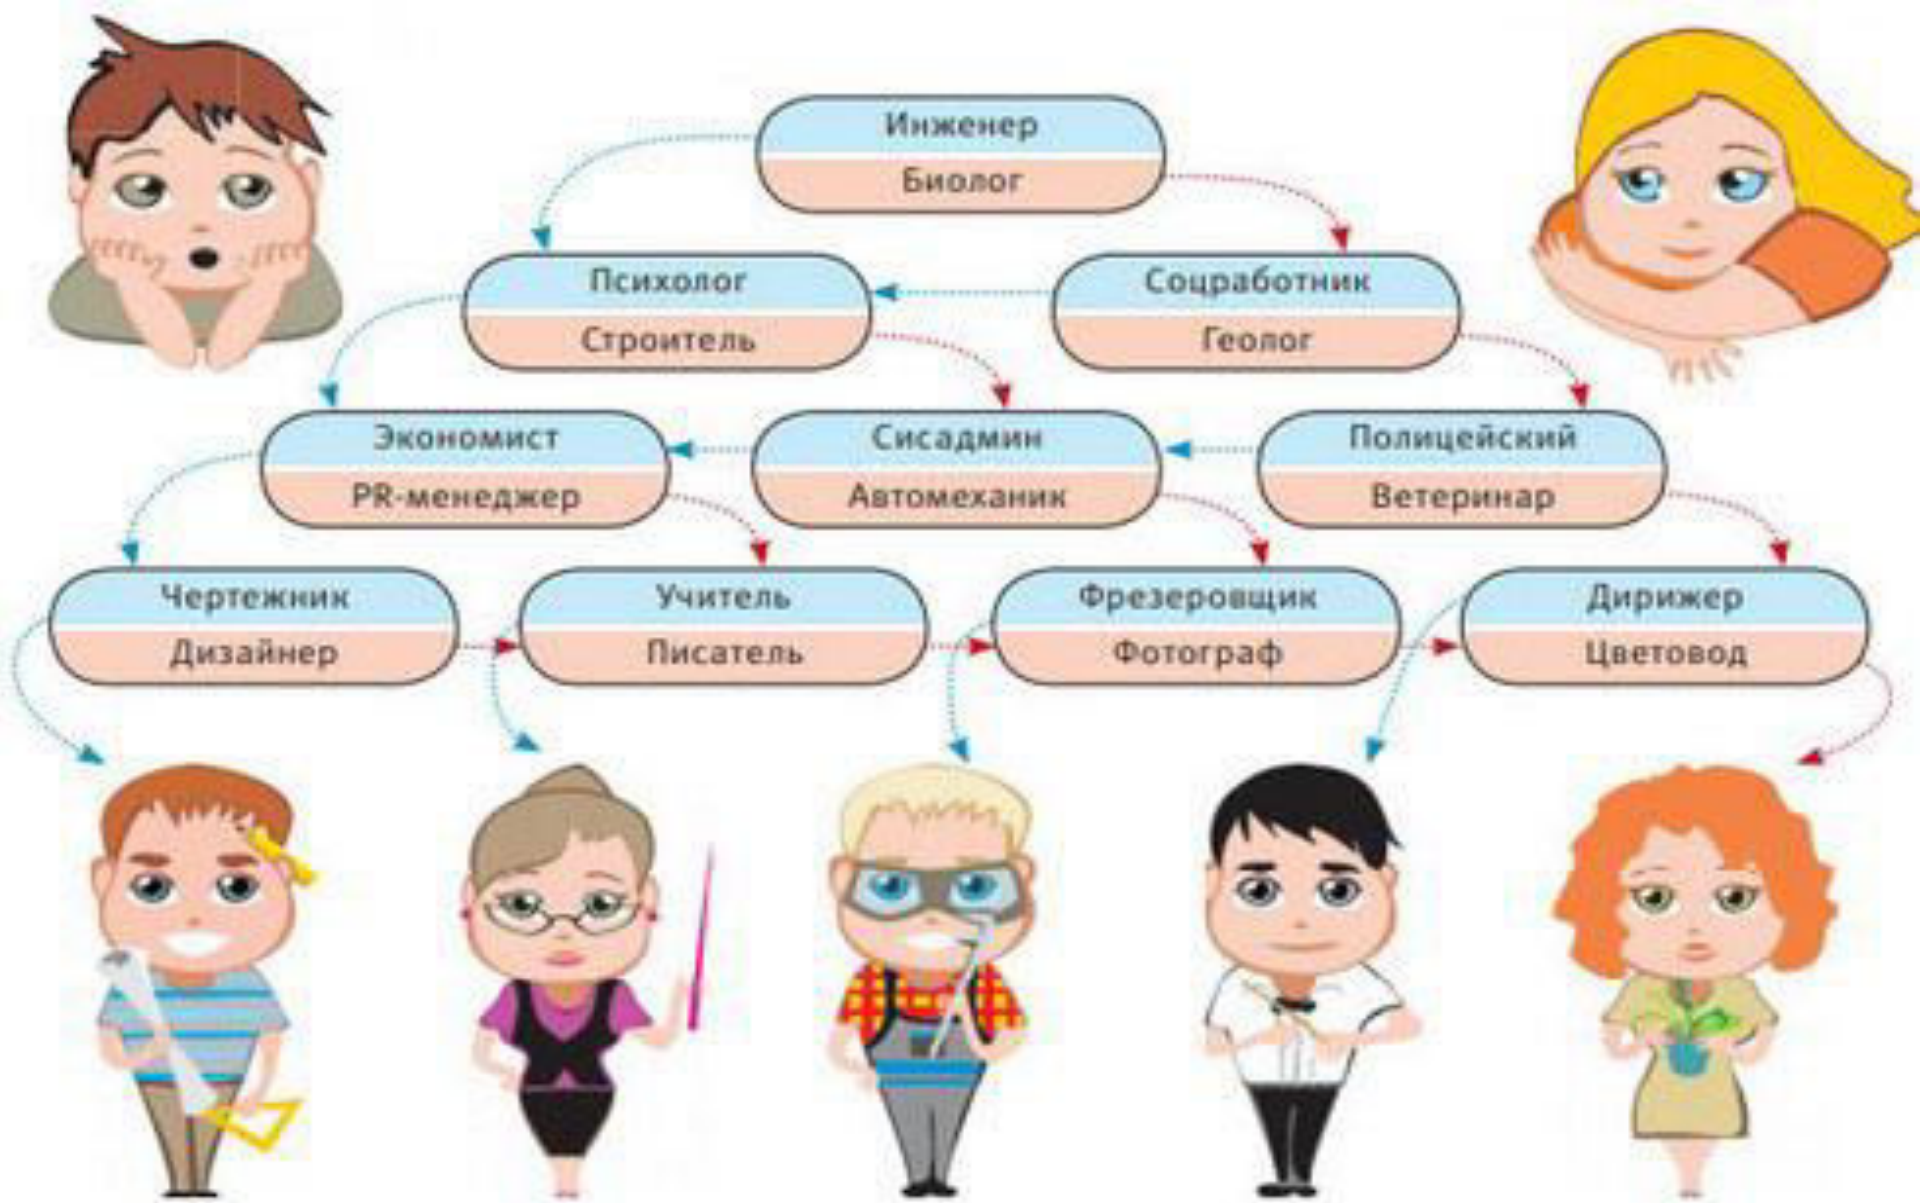 Инженер
Биолог
Психолог
Строитель
Соцработник
Геолог
Экономист
PR-менеджер
Сисадмин
Автомеханик
Полицейский
Ветеринар
Чертежник
Дизайнер
Учитель
Писатель
Фрезеровщик
Фотограф
Дирижер
Цветовод